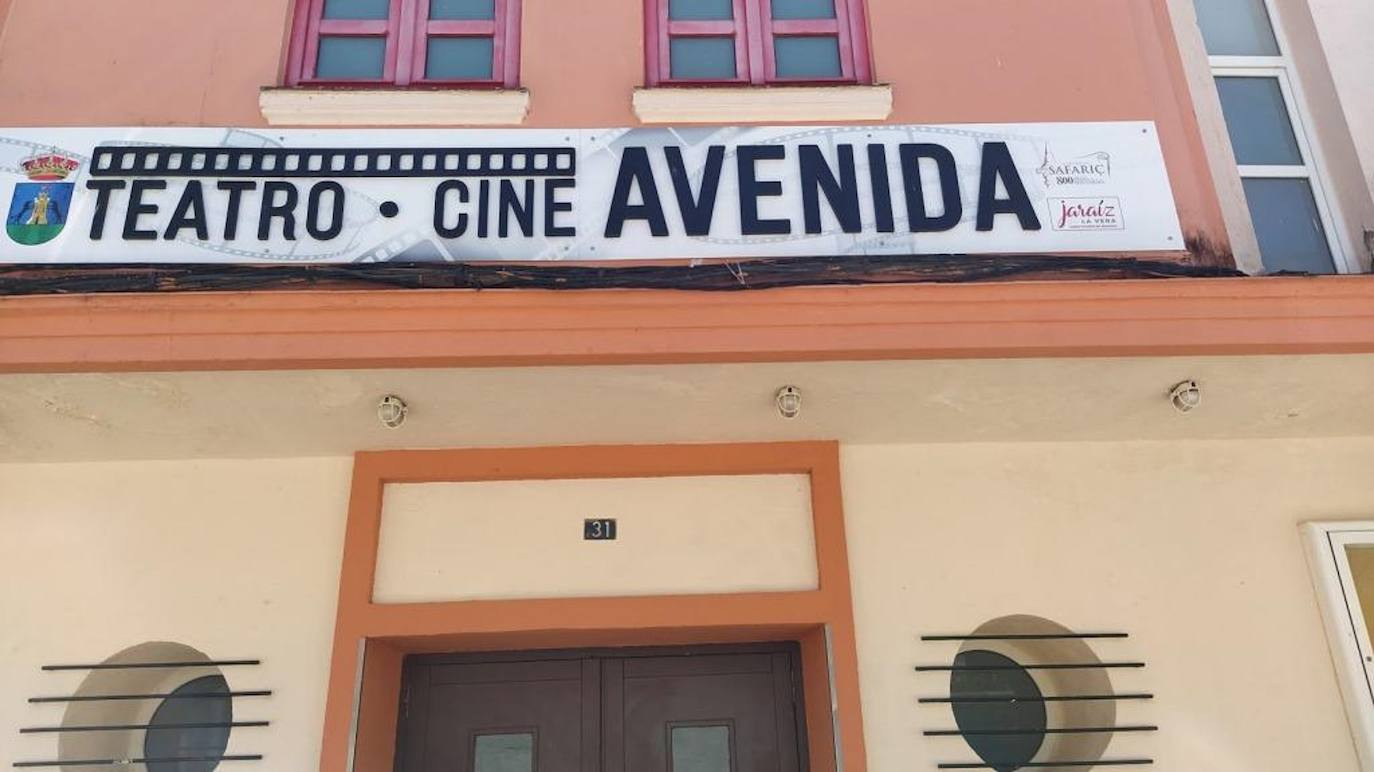 TEATRO • CINE AVENIDA
SAFARIÇ
800
jaraíz
LA VERA
31